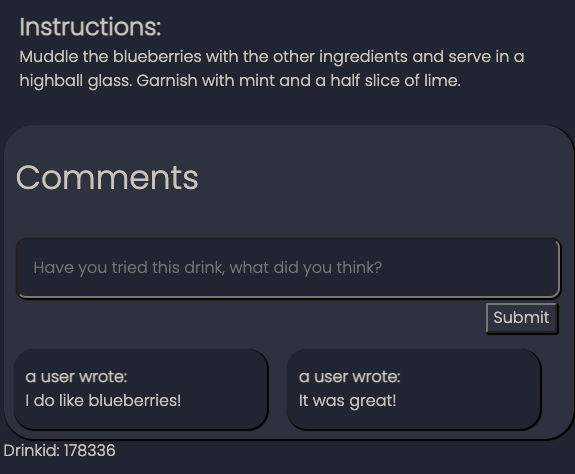 Instructions:
Muddle the blueberries with the other ingredients and serve in a
highball glass. Garnish with mint and a half slice of lime.
Comments
Have you tried this drink, what did you think?
Submit
a user wrote:
I do like blueberries!
a user wrote:
It was great!
Drinkid: 178336